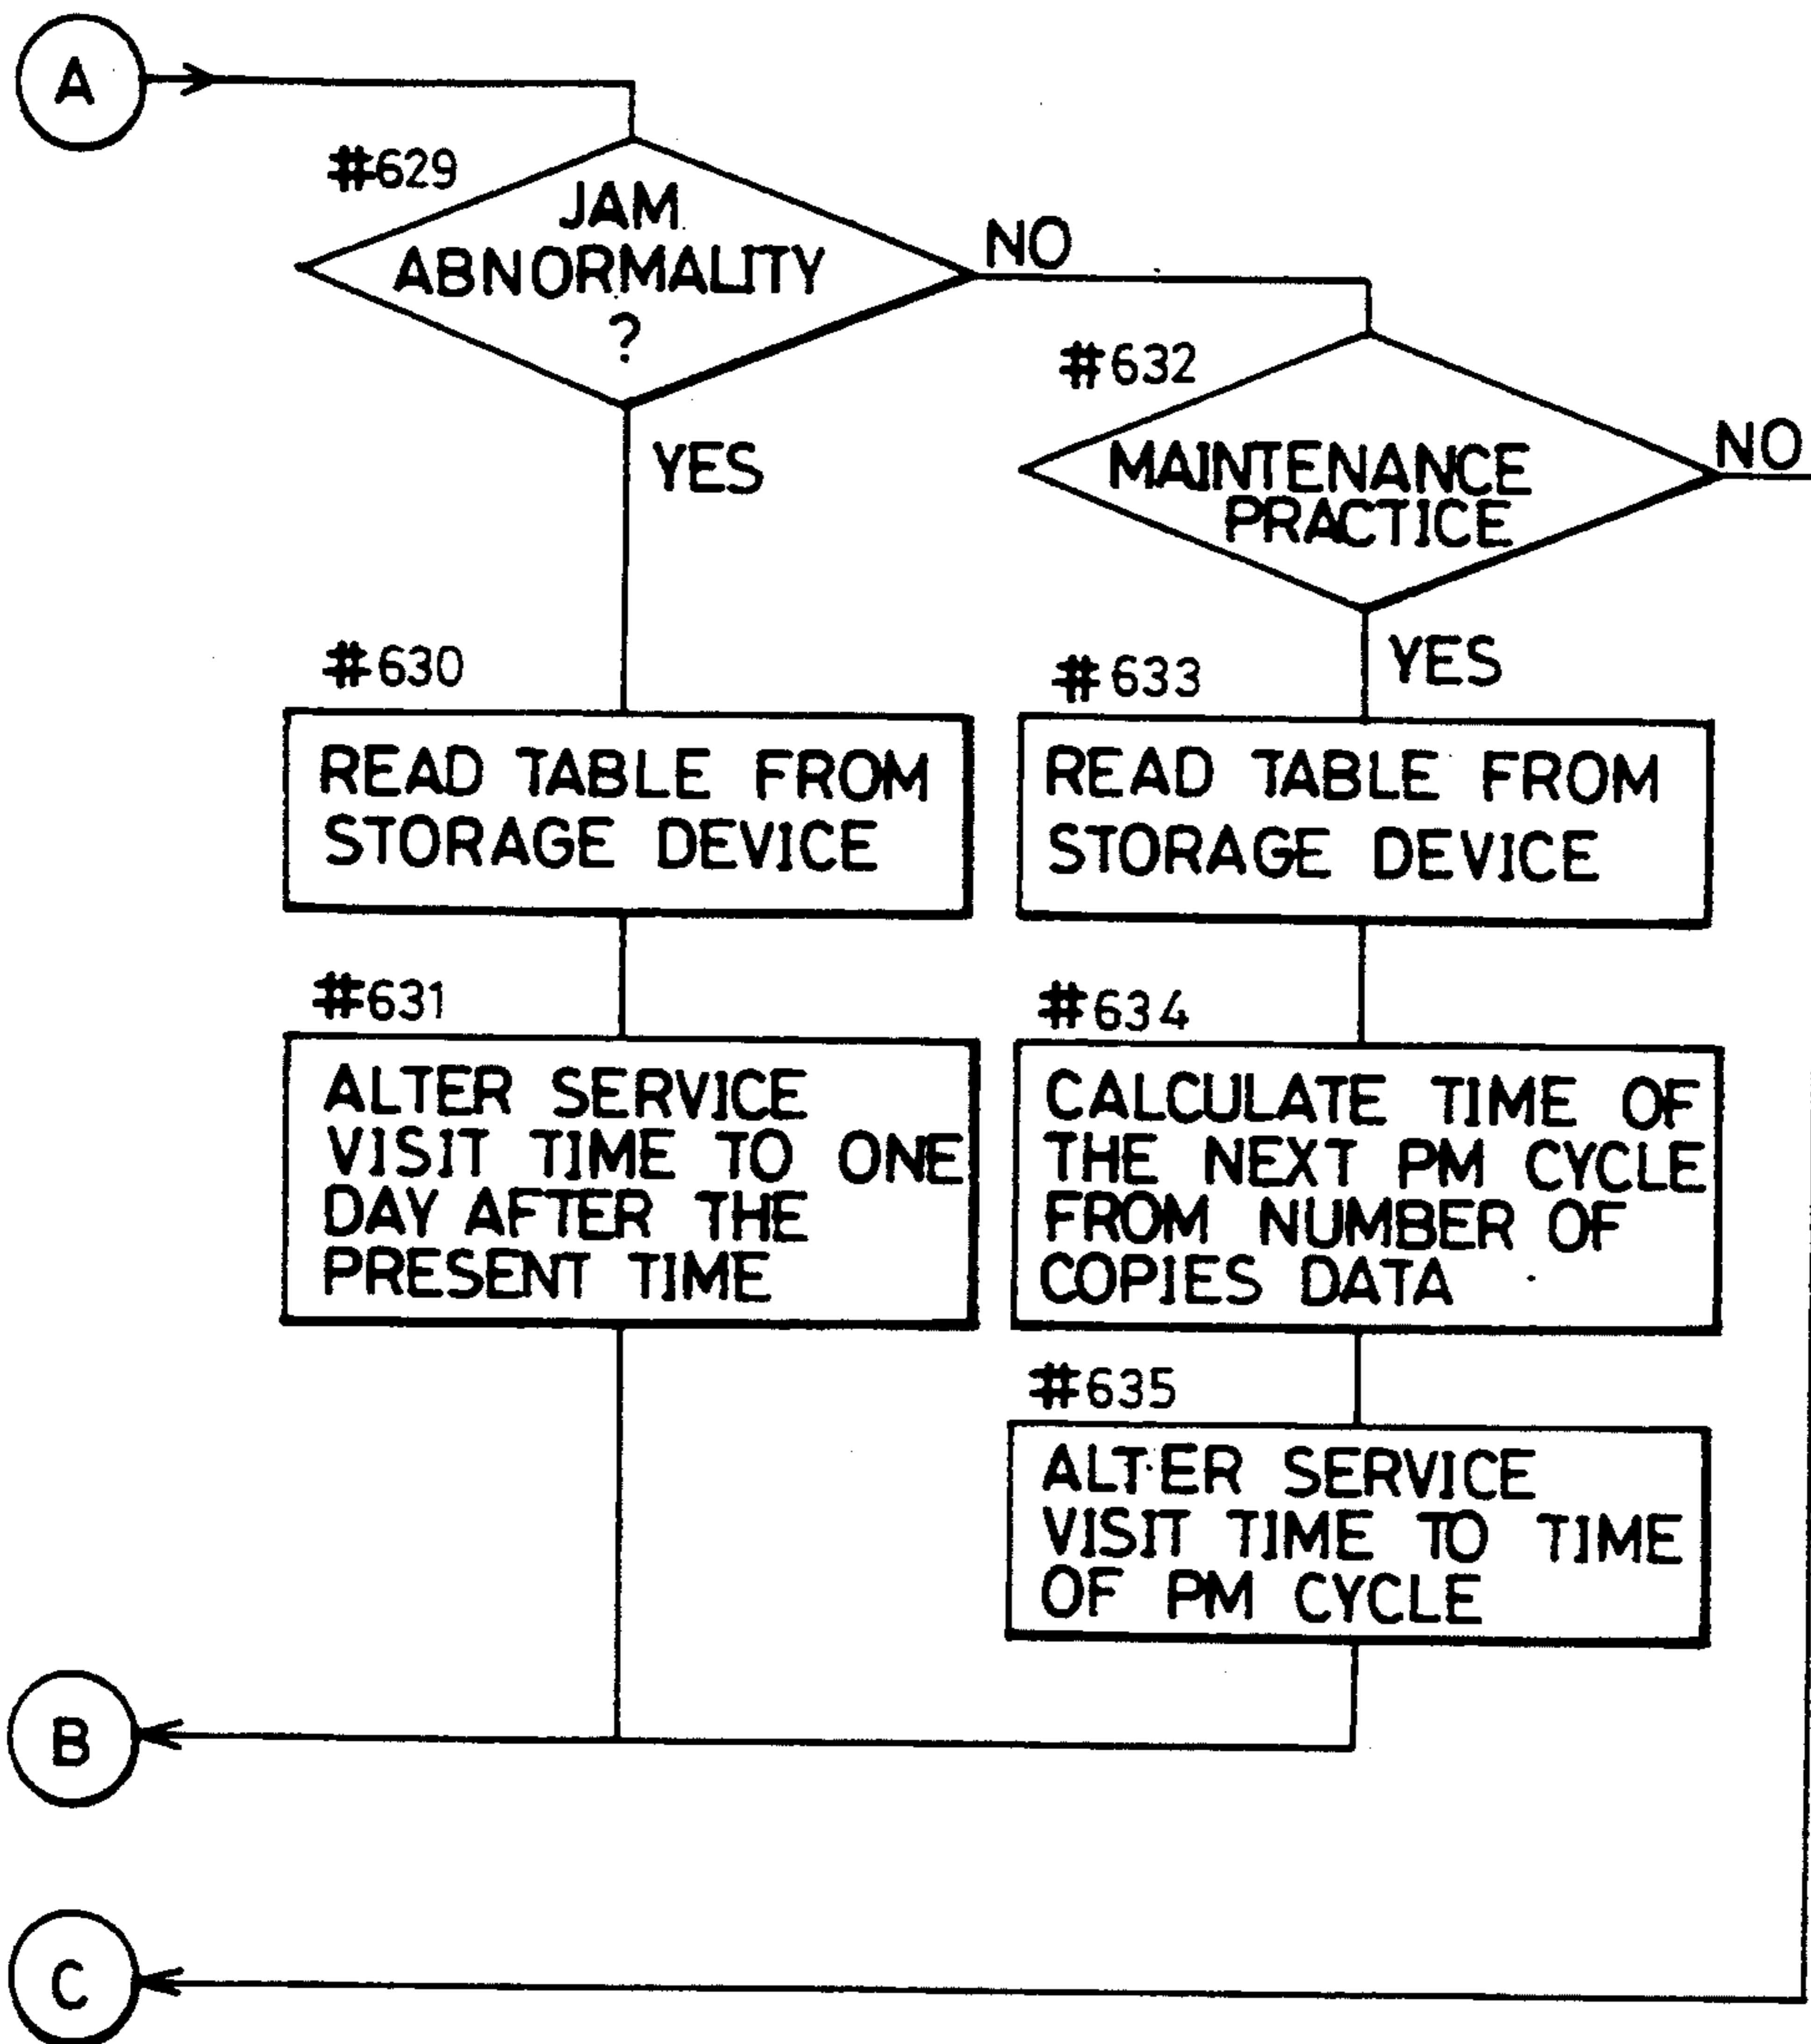 A
#629
JAM
ABNORMALITY
?
NO
YES
#632
MAINTENANCE
PRACTICE
NO
YES
#630
READ TABLE FROM
STORAGE DEVICE
#633
READ TABLE FROM
STORAGE DEVICE
#631
ALTER SERVICE
VISIT TIME TO ONE
DAY AFTER THE
PRESENT TIME
#634
CALCULATE TIME OF
THE NEXT PM CYCLE
FROM NUMBER OF
COPIES DATA
#635
ALTER SERVICE
VISIT TIME TO TIME
OF PM CYCLE
B
C